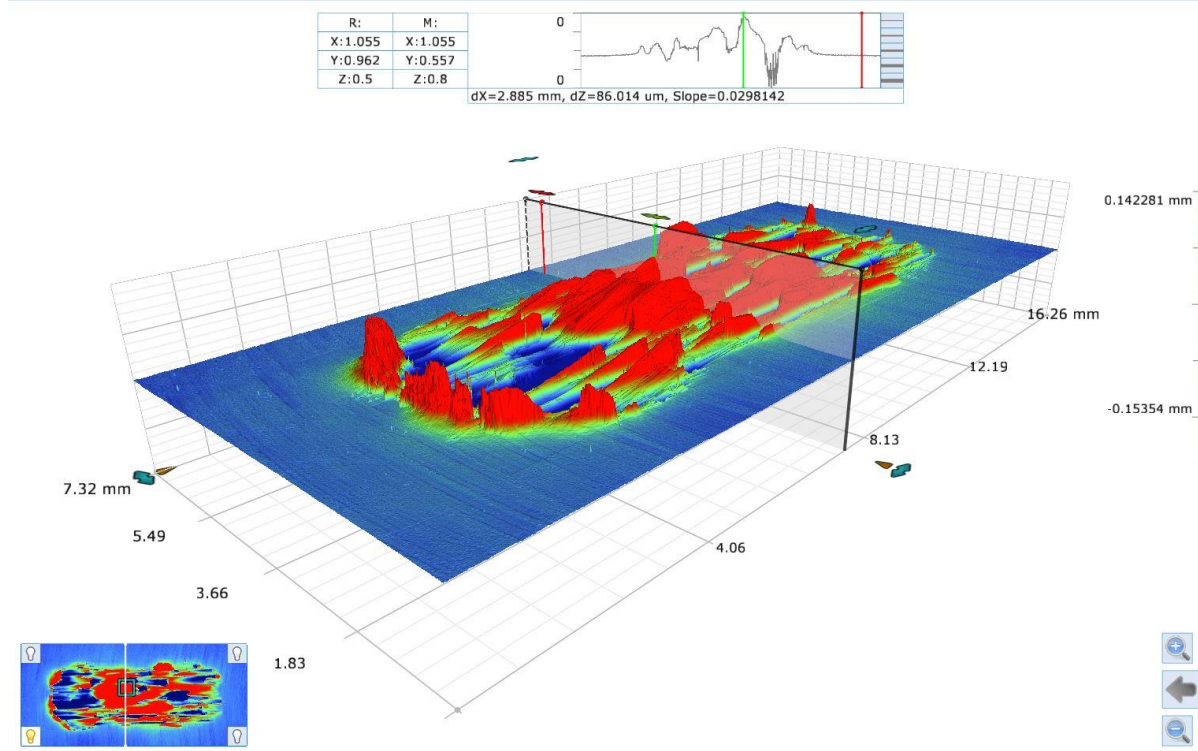 R: M:
X:1.055 X:1.055
Y:0.962 Y:0.557
Z:0.5 Z:0.8
0
0
dX=2.885 mm, dZ=86.014 um, Slope=0.0298142
0.142281 mm
16.26 mm
12.19
-0.15354 mm
8.13
7.32 mm
5.49
4.06
3.66
1.83